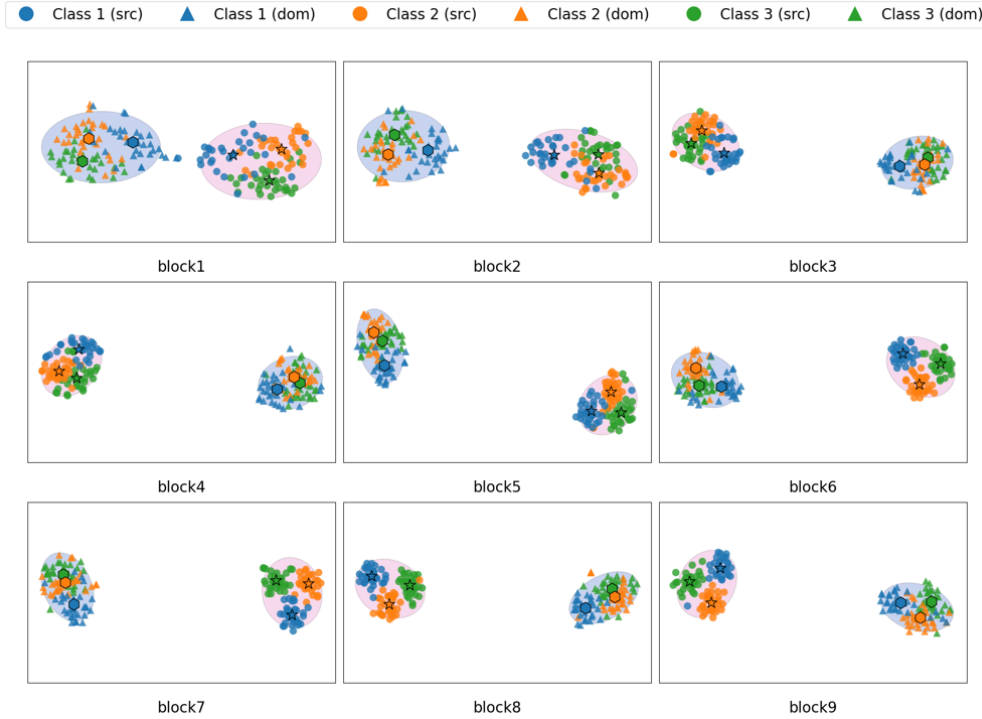 Class 1 (src) Class 1 (dom) Class 2 (src) Class 2 (dom) Class 3 (src) Class 3 (dom)
block1 block2 block3
block4 block5 block6
block7 block8 block9